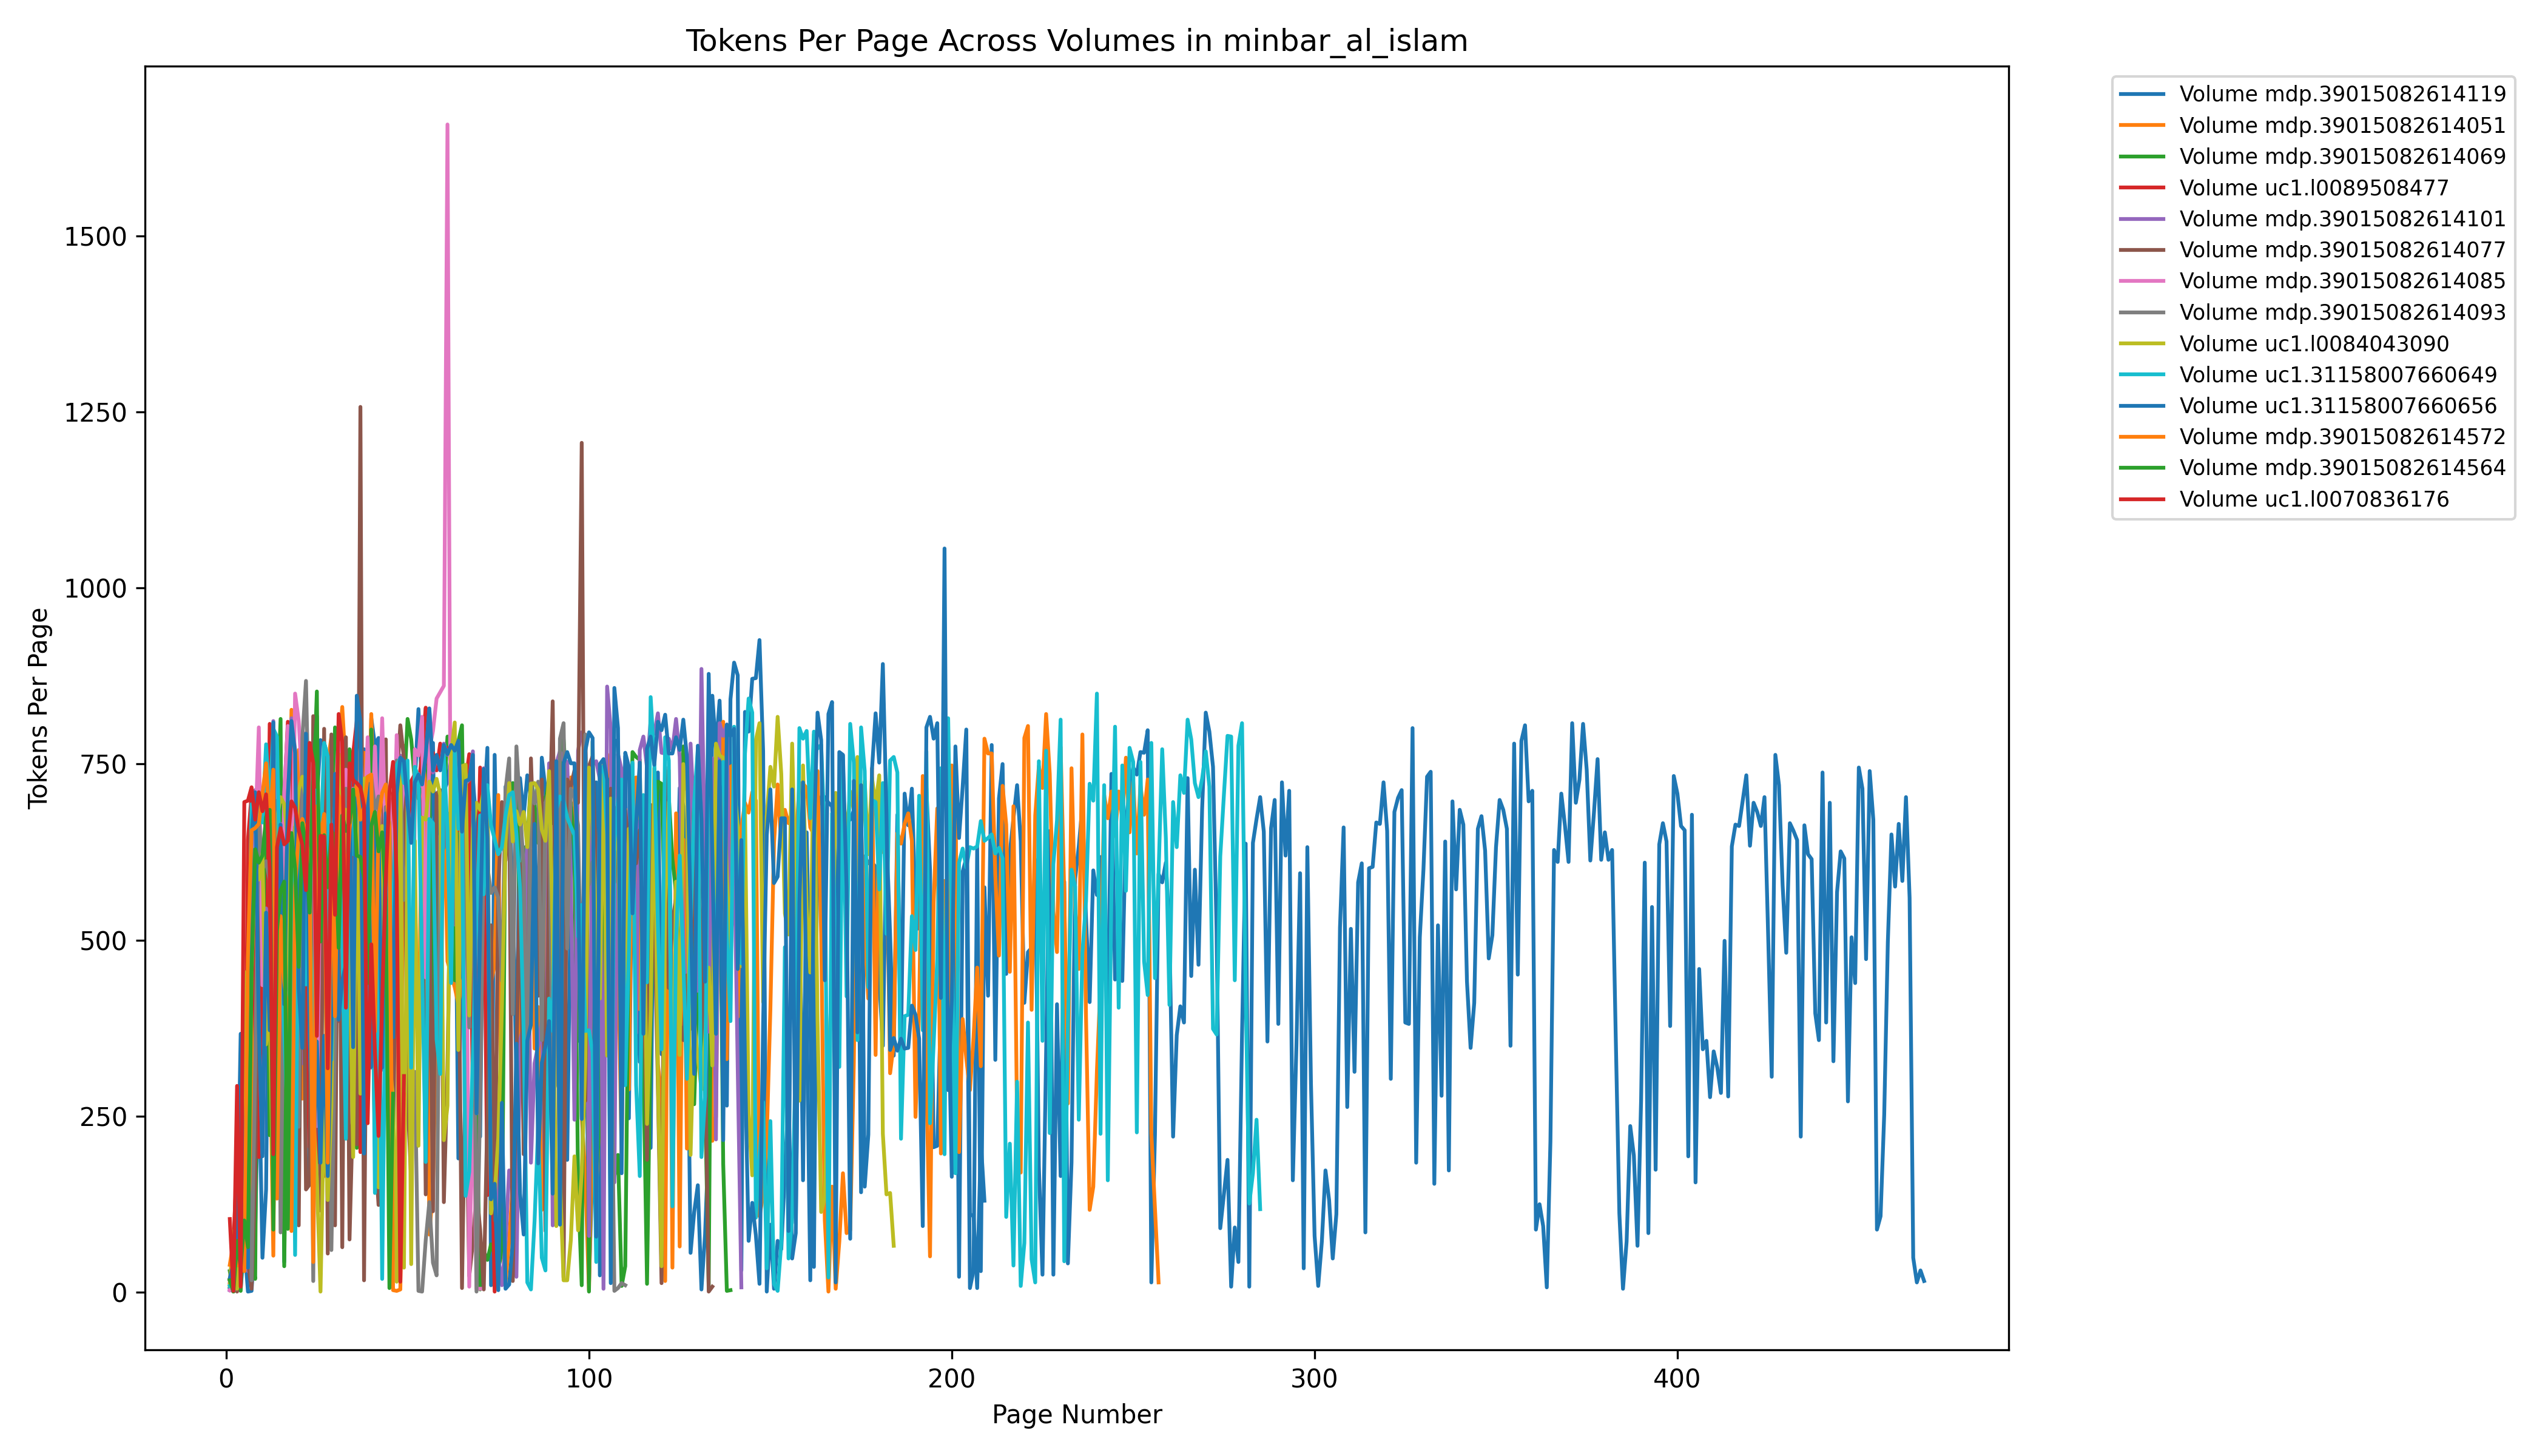 Tokens Per Page Across Volumes in minbar_al_islam
Tokens Per Page
1500
1250
1000
750
500
250
0
0 100 200 300 400
Page Number
Volume mdp.39015082614119
Volume mdp.39015082614051
Volume mdp.39015082614069
Volume uc1.l0089508477
Volume mdp.39015082614101
Volume mdp.39015082614077
Volume mdp.39015082614085
Volume mdp.39015082614093
Volume uc1.l0084043090
Volume uc1.31158007660649
Volume uc1.31158007660656
Volume mdp.39015082614572
Volume mdp.39015082614564
Volume uc1.l0070836176